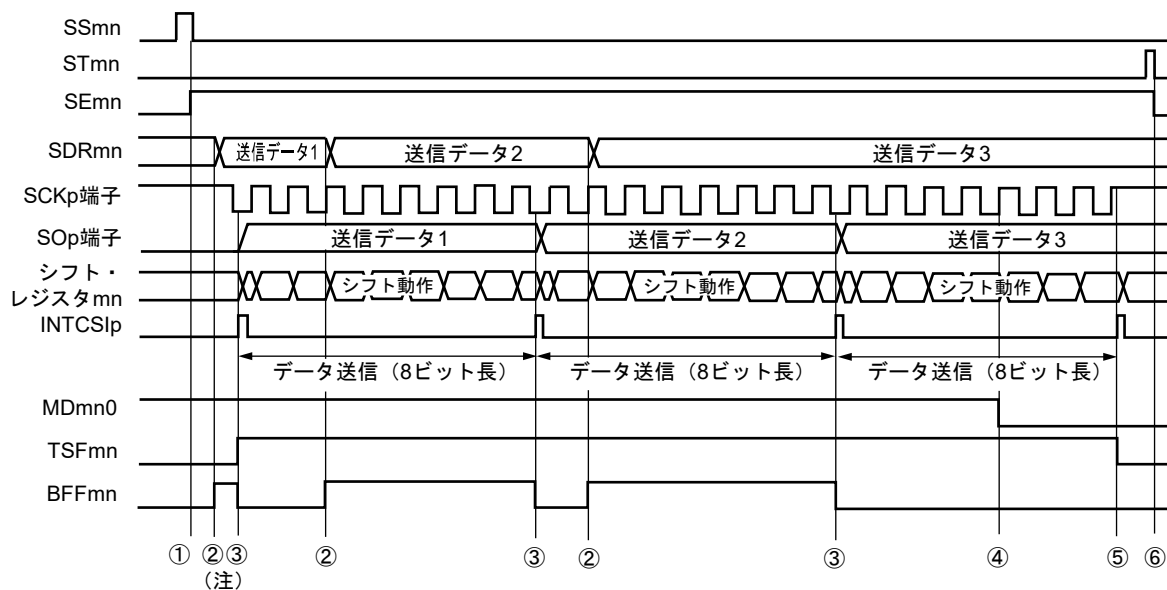 SSmn
STmn
SEmn
SDRmn 送信データ1 送信データ2 送信データ3
SCKp端子
SOp端子 送信データ1 送信データ2 送信データ3
シフト・
レジスタmn シフト動作 シフト動作 シフト動作
INTCSIp
データ送信（8ビット長） データ送信（8ビット長） データ送信（8ビット長）
MDmn0
TSFmn
BFFmn
① ② ③ ② ③ ② ③ ④ ⑤ ⑥
（注）